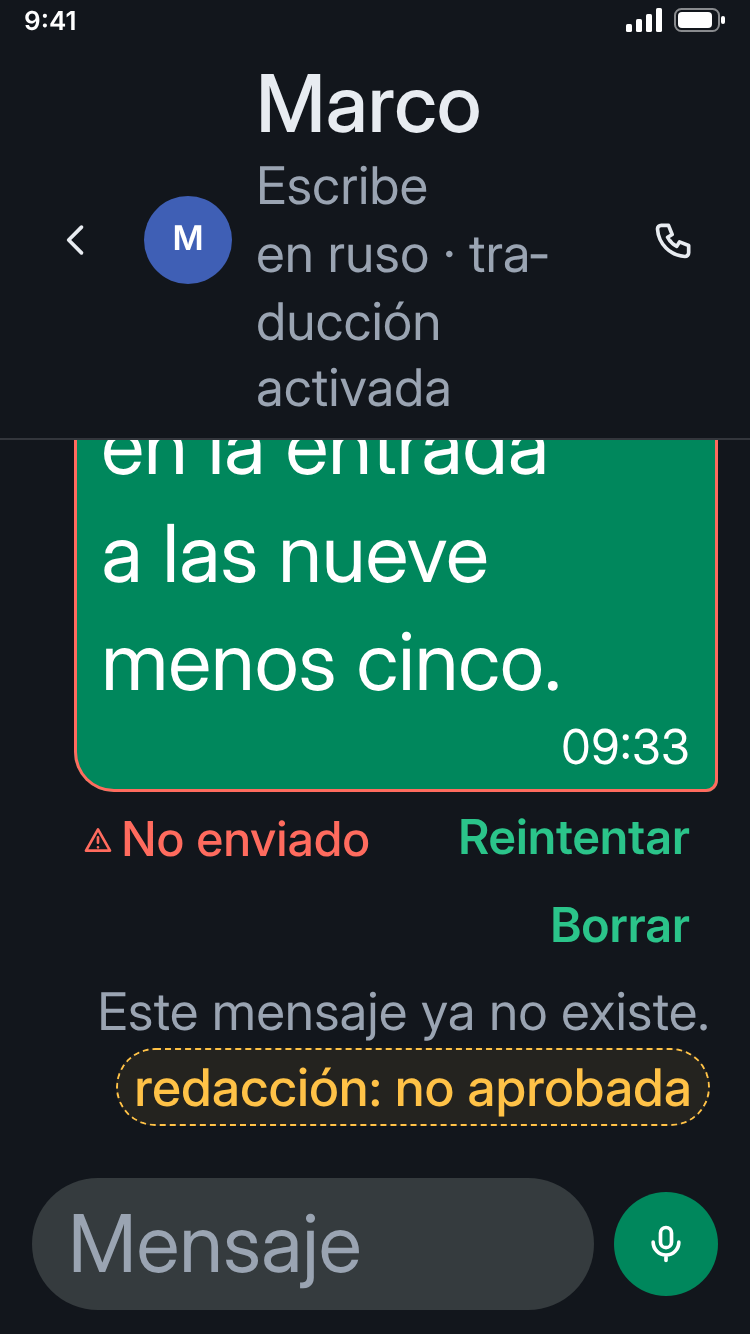 9:41
Marco
Escribe
en ruso · tra-
ducción
activada
M
en la entrada
a las nueve
menos cinco.
09:33
No enviado
Reintentar
Borrar
Este mensaje ya no existe.
redacción: no aprobada
Mensaje